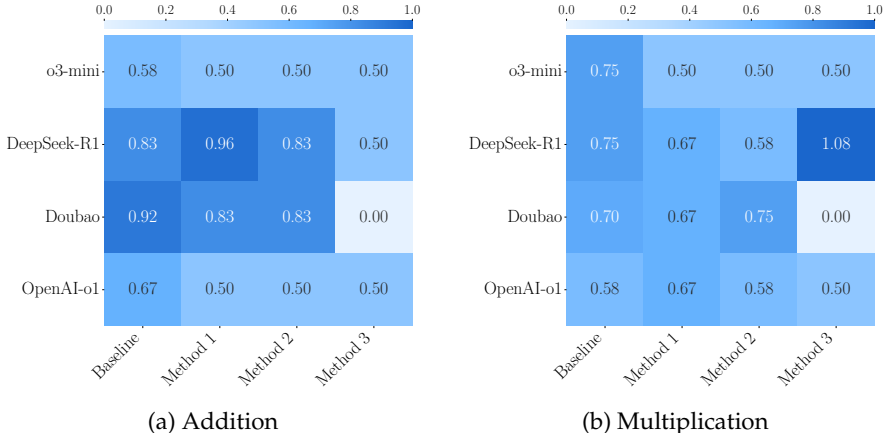 0.0 0.2 0.4 0.6 0.8 1.0
o3-mini 0.58 0.50 0.50 0.50
DeepSeek-R1 0.83 0.96 0.83 0.50
Doubao 0.92 0.83 0.83 0.00
OpenAI-o1 0.67 0.50 0.50 0.50
Baseline Method 1 Method 2 Method 3
(a) Addition
0.0 0.2 0.4 0.6 0.8 1.0
o3-mini 0.75 0.50 0.50 0.50
DeepSeek-R1 0.75 0.67 0.58 1.08
Doubao 0.70 0.67 0.75 0.00
OpenAI-o1 0.58 0.67 0.58 0.50
Baseline Method 1 Method 2 Method 3
(b) Multiplication